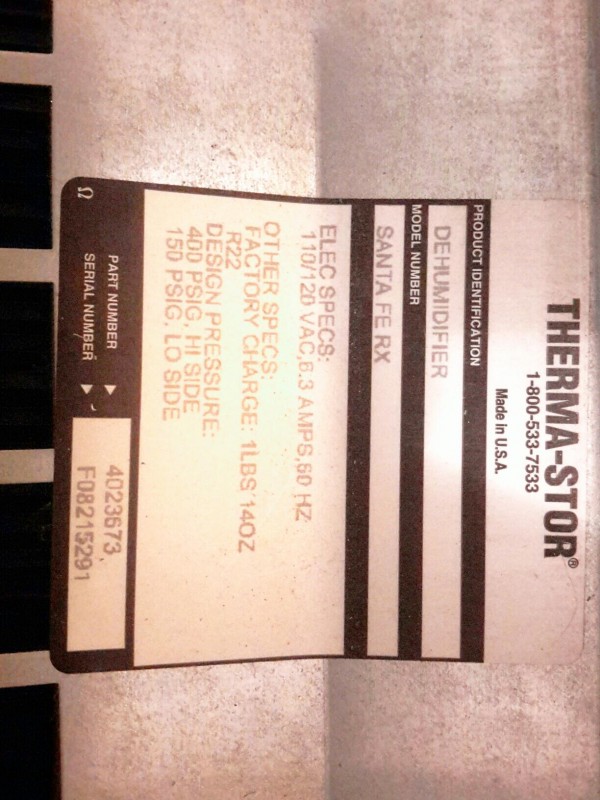 THERMA-STOR®
1-800-533-7533
Made in U.S.A.
PRODUCT IDENTIFICATION
DEHUMIDIFIER
MODEL NUMBER
SANTA FE RX
ELEC SPECS:
110/120 VAC,6.3 AMPS,60 HZ
OTHER SPECS:
FACTORY CHARGE: 1LBS 14OZ
R22
DESIGN PRESSURE:
400 PSIG, HI SIDE
150 PSIG, LO SIDE
PART NUMBER ▶ 4023673
SERIAL NUMBER ▶ F08215291
Ω